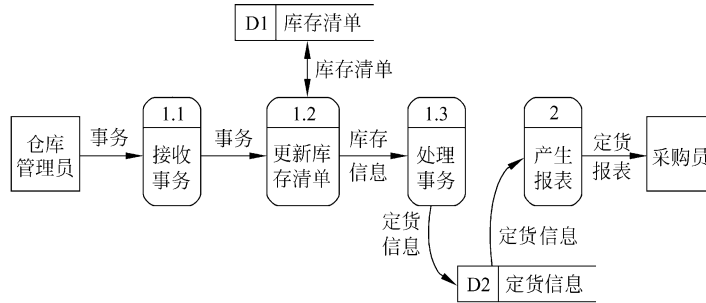 D1 库存清单
库存清单
仓库
管理员
事务
1.1
接收
事务
事务
1.2
更新库
存清单
库存
信息
1.3
处理
事务
2
产生
报表
定货
报表
采购员
定货
信息
定货信息
D2 定货信息